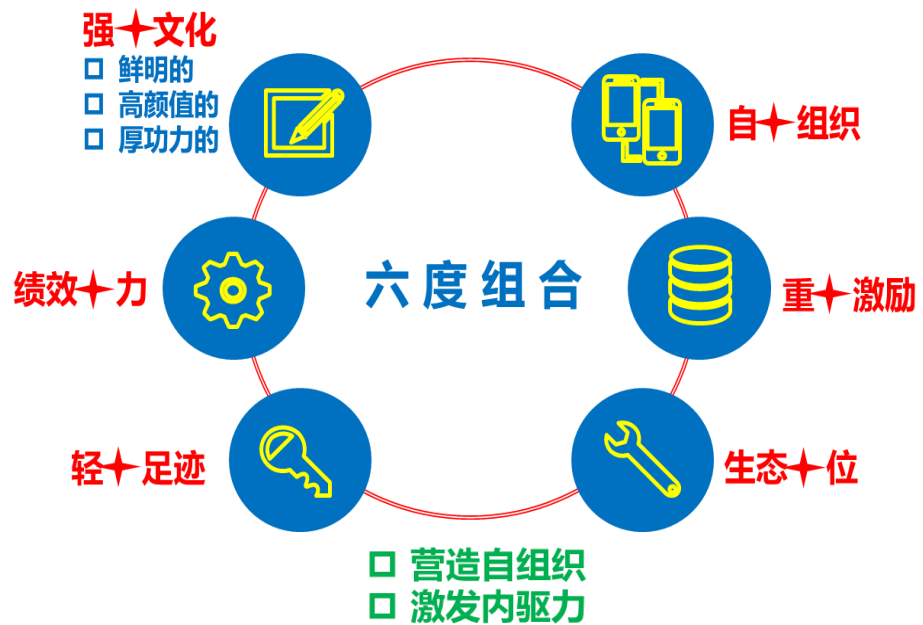 强✦文化
□ 鲜明的
□ 高颜值的
□ 厚功力的
自✦组织
绩效✦力
六度组合
重✦激励
轻✦足迹
生态✦位
□ 营造自组织
□ 激发内驱力